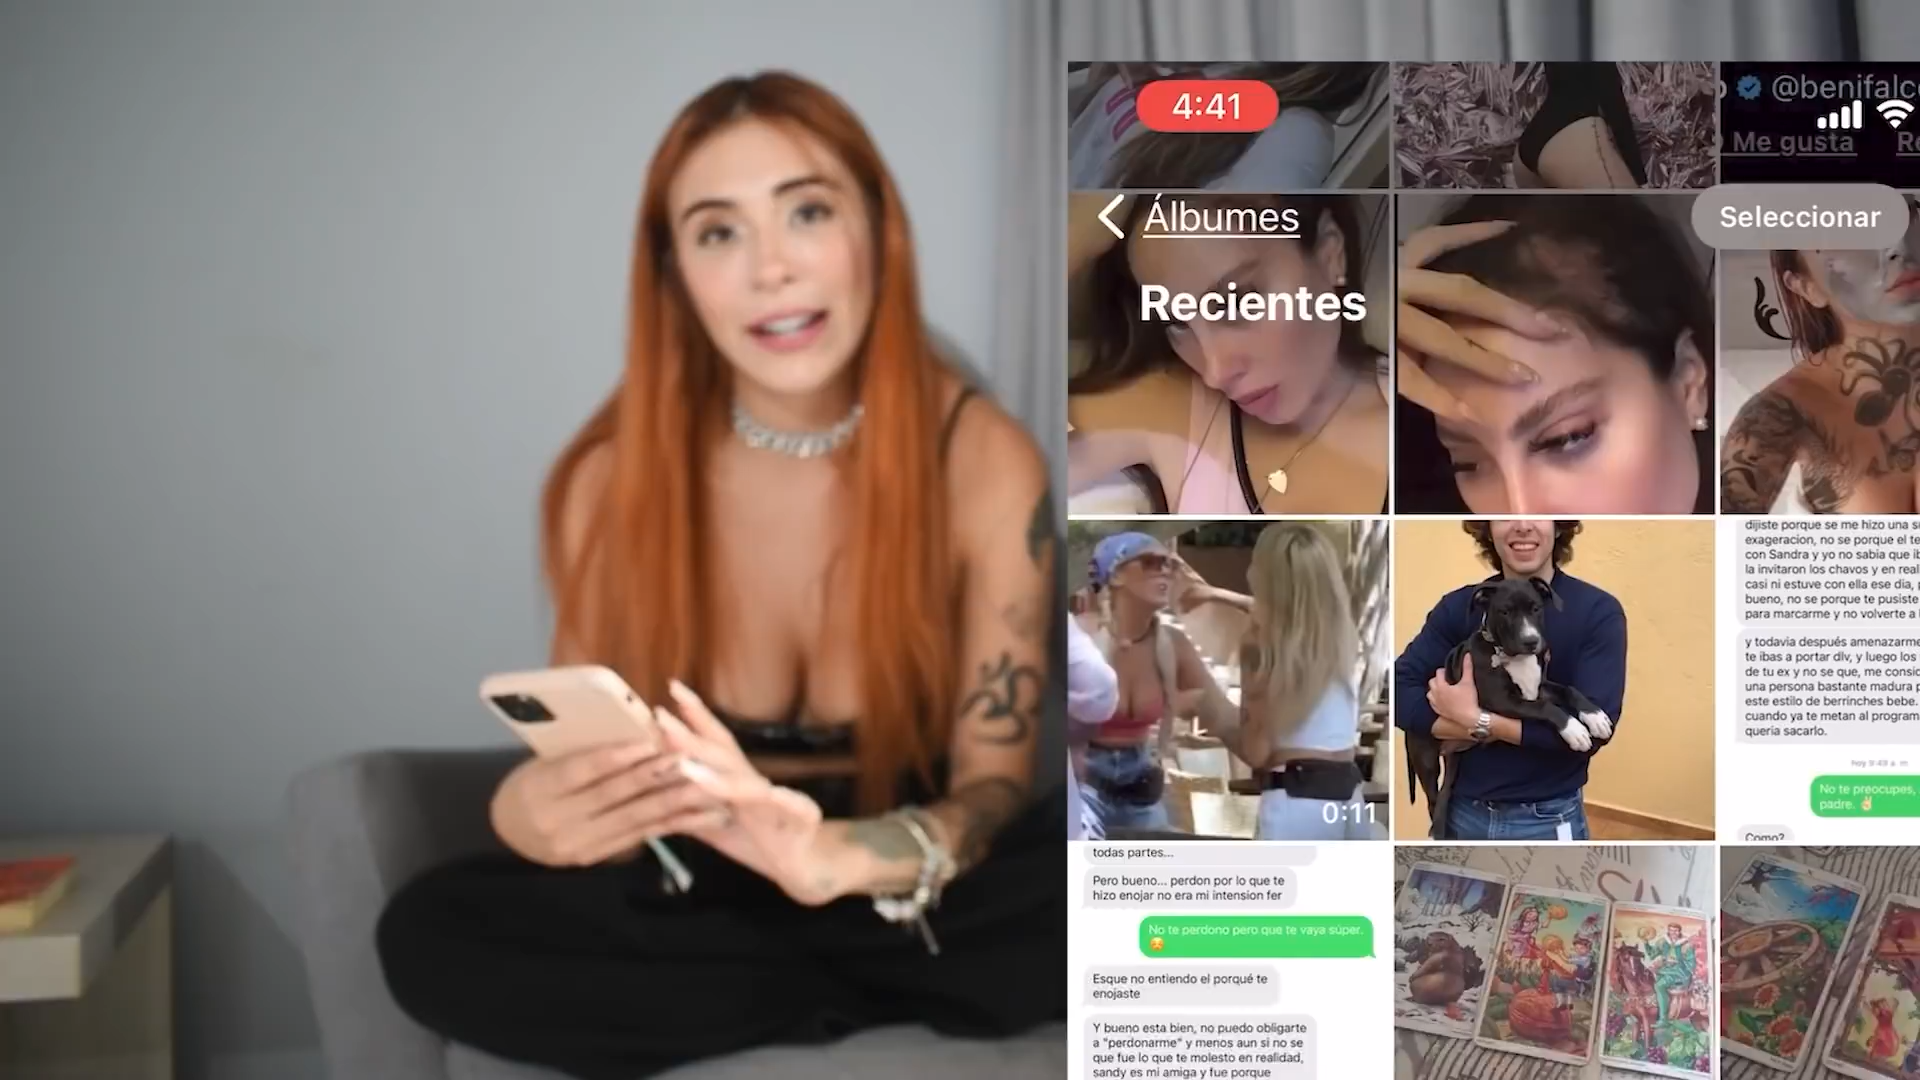 4:41
@benifalc
Me gusta
Álbumes
Seleccionar
Recientes
0:11
dijiste porque se me hizo una
exageracion, no se porque el te
con Sandra y yo no sabia que
la invitaron los chavos y en real
casi ni estuve con ella ese día,
bueno, no se porque te pusiste
para marcarme y no volverte a
y todavia después amenazarme
te ibas a portar dlv, y luego los
de tu ex y no se que, me consid
una persona bastante madura
este estilo de berrinches bebe.
cuando ya te metan al program
queria sacarlo.
hoy 9:49 a. m
No te preocupes,
padre. ✌🏻
Como?
todas partes...
Pero bueno... perdon por lo que te
hizo enojar no era mi intension fer
No te perdono pero que te vaya súper.
Esque no entiendo el porqué te
enojaste
Y bueno esta bien, no puedo obligarte
a "perdonarme" y menos aun si no se
que fue lo que te molesto en realidad,
sandy es mi amiga y fue porque